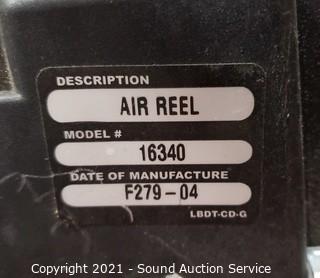 DESCRIPTION
AIR REEL
MODEL #
16340
DATE OF MANUFACTURE
F279-04
LBDT-CD-G
Copyright 2021 - Sound Auction Service